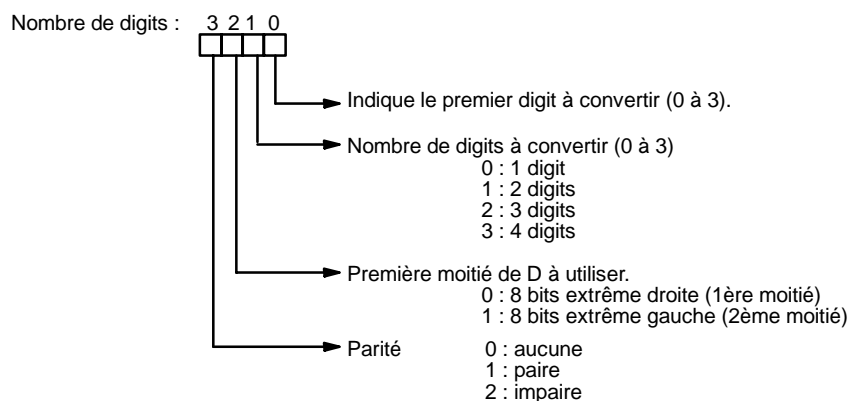 Nombre de digits : 3 2 1 0
Indique le premier digit à convertir (0 à 3).
Nombre de digits à convertir (0 à 3)
0 : 1 digit
1 : 2 digits
2 : 3 digits
3 : 4 digits
Première moitié de D à utiliser.
0 : 8 bits extrême droite (1ère moitié)
1 : 8 bits extrême gauche (2ème moitié)
Parité 0 : aucune
1 : paire
2 : impaire